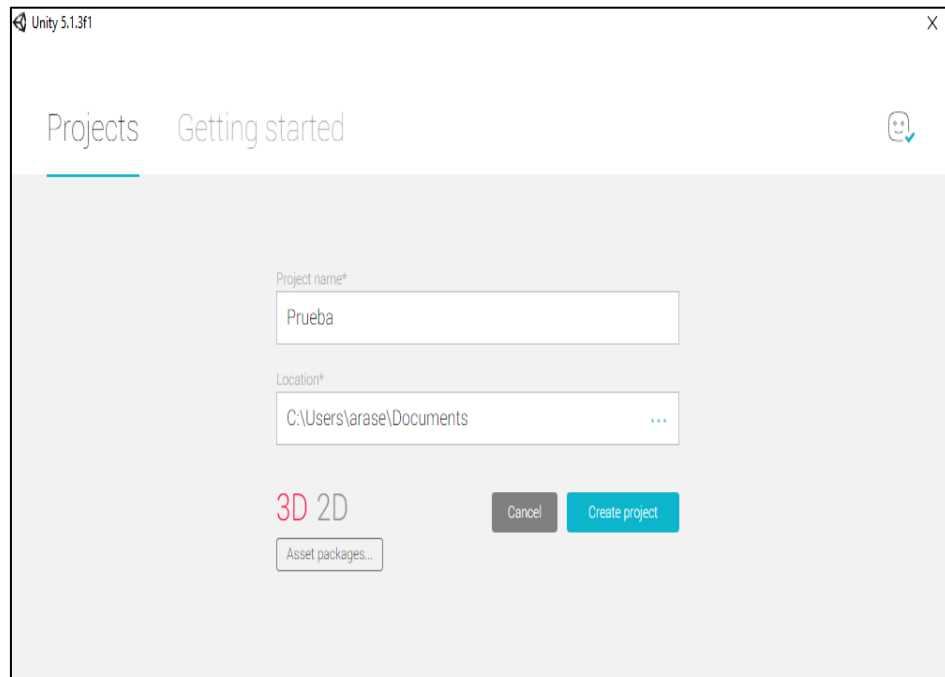 Unity 5.1.3f1
X
Projects Getting started
Project name*
Prueba
Location*
C:\Users\arase\Documents
...
3D 2D
Cancel
Create project
Asset packages...